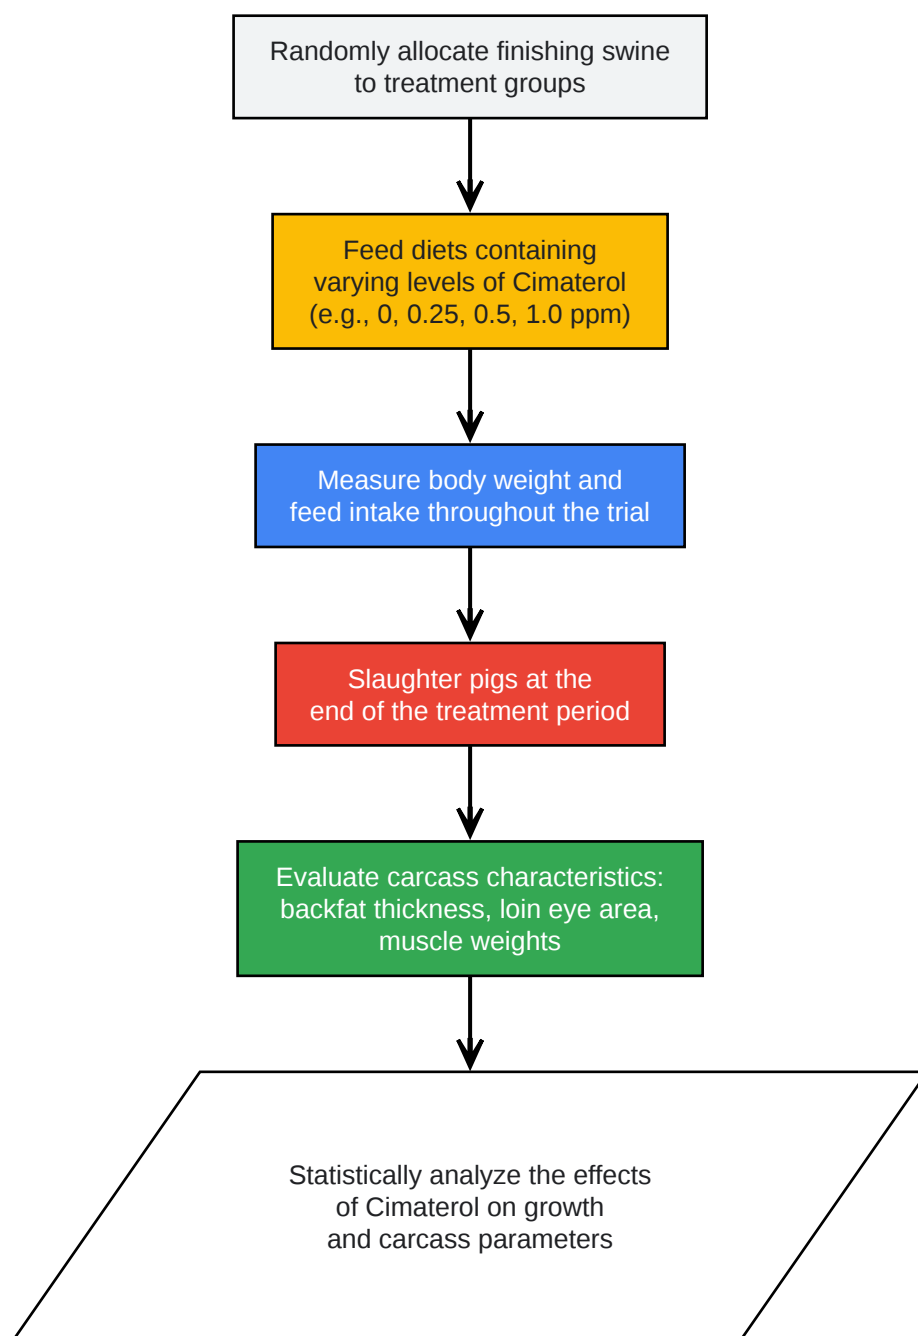 Randomly allocate finishing swine
to treatment groups
Feed diets containing
varying levels of Cimaterol
(e.g., 0, 0.25, 0.5, 1.0 ppm)
Measure body weight and
feed intake throughout the trial
Slaughter pigs at the
end of the treatment period
Evaluate carcass characteristics:
backfat thickness, loin eye area,
muscle weights
Statistically analyze the effects
of Cimaterol on growth
and carcass parameters